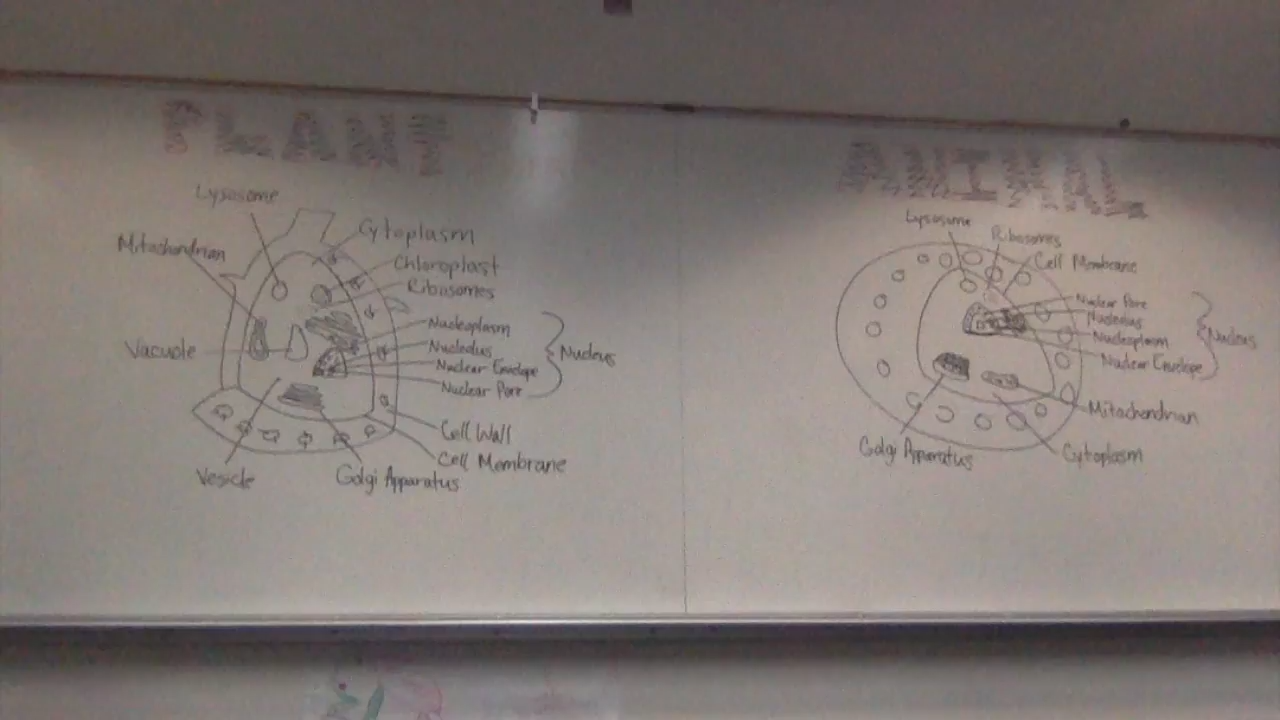 PLANT
Lysosome
Cytoplasm
Mitochondrian
Chloroplast
Ribosomes
Nucleoplasm
Nucleolus
Vacuole
Nucleus
Nuclear Envelope
Nuclear Pore
Cell Wall
Cell Membrane
Vesicle
Golgi Apparatus
ANIMAL
Lysosome
Ribosomes
Cell Membrane
Nuclear Pore
Nucleolus
Nucleus
Nucleoplasm
Nuclear Envelope
Mitochondrian
Golgi Apparatus
Cytoplasm